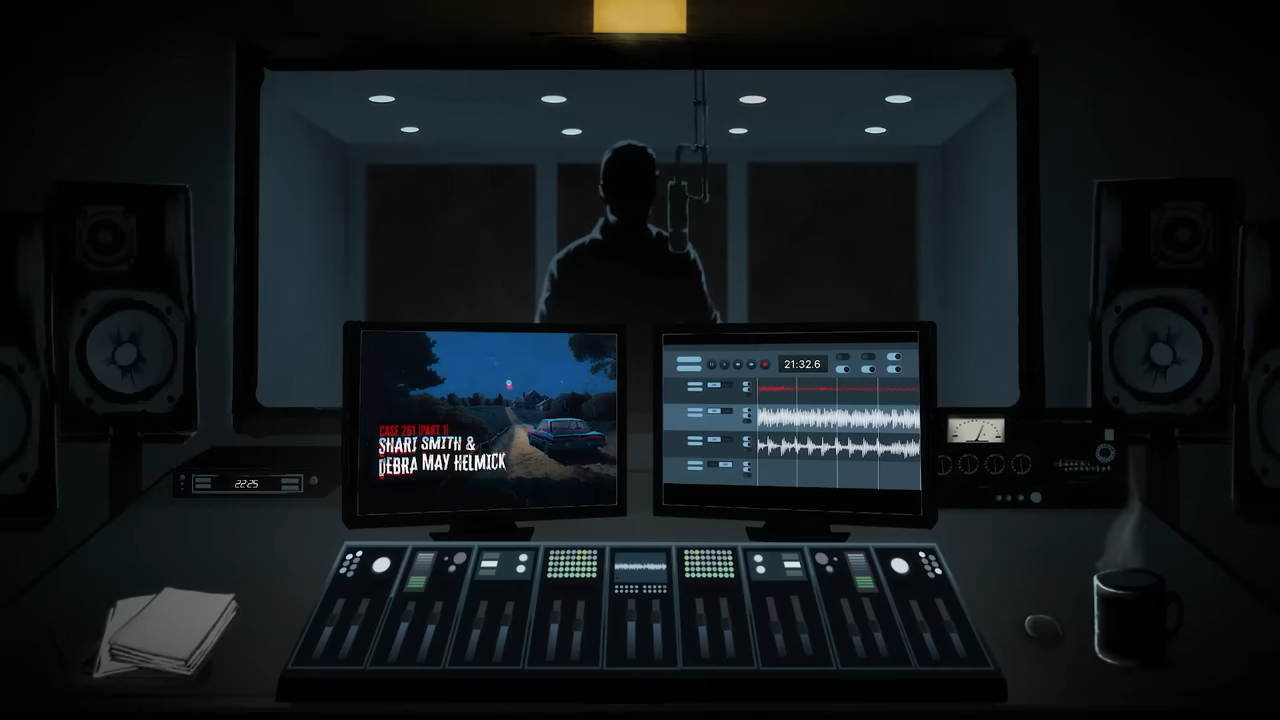 21:32.6
CASE 261 (PART 1)
SHARI SMITH &
DEBRA MAY HELMICK
22:25